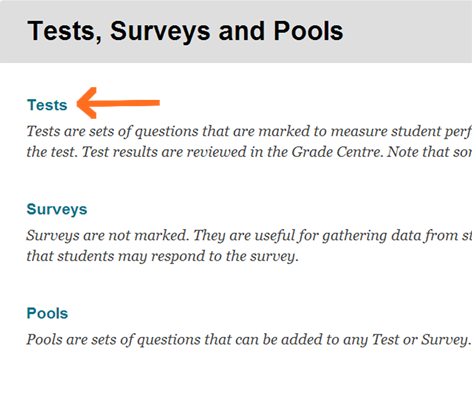 Tests, Surveys and Pools
Tests
Tests are sets of questions that are marked to measure student perf
the test. Test results are reviewed in the Grade Centre. Note that sor
Surveys
Surveys are not marked. They are useful for gathering data from st
that students may respond to the survey.
Pools
Pools are sets of questions that can be added to any Test or Survey.